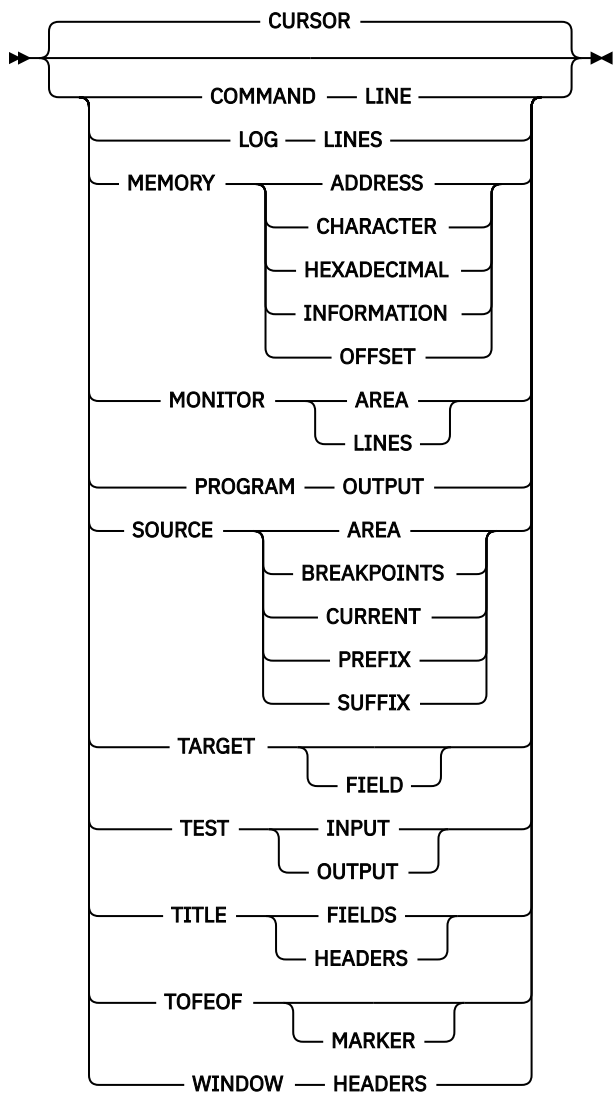 CURSOR
COMMAND LINE
LOG LINES
MEMORY ADDRESS
CHARACTER
HEXADECIMAL
INFORMATION
OFFSET
MONITOR AREA
LINES
PROGRAM OUTPUT
SOURCE AREA
BREAKPOINTS
CURRENT
PREFIX
SUFFIX
TARGET
FIELD
TEST INPUT
OUTPUT
TITLE FIELDS
HEADERS
TOFEOF
MARKER
WINDOW HEADERS